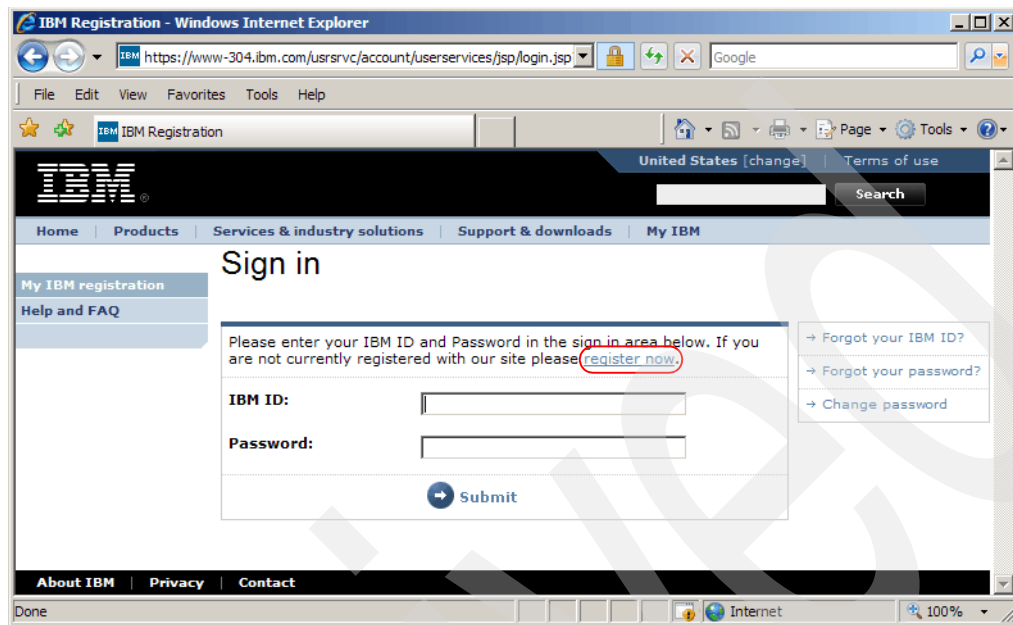 IBM Registration - Windows Internet Explorer
IBM https://www-304.ibm.com/usrsrvc/account/userservices/jsp/login.jsp Google
File Edit View Favorites Tools Help
IBM IBM Registration Page Tools
United States [change] | Terms of use
IBM®
Search
Home | Products | Services & industry solutions | Support & downloads | My IBM
Sign in
My IBM registration
Help and FAQ
Please enter your IBM ID and Password in the sign in area below. If you
are not currently registered with our site please register now.
→ Forgot your IBM ID?
→ Forgot your password?
→ Change password
IBM ID:
Password:
Submit
About IBM | Privacy | Contact
Done Internet 100%